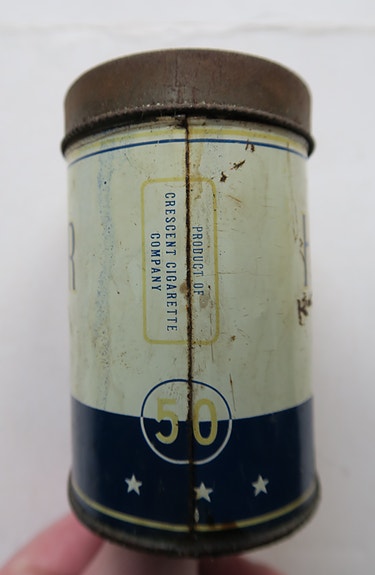 PRODUCT OF
CRESCENT CIGARETTE
COMPANY
50
R